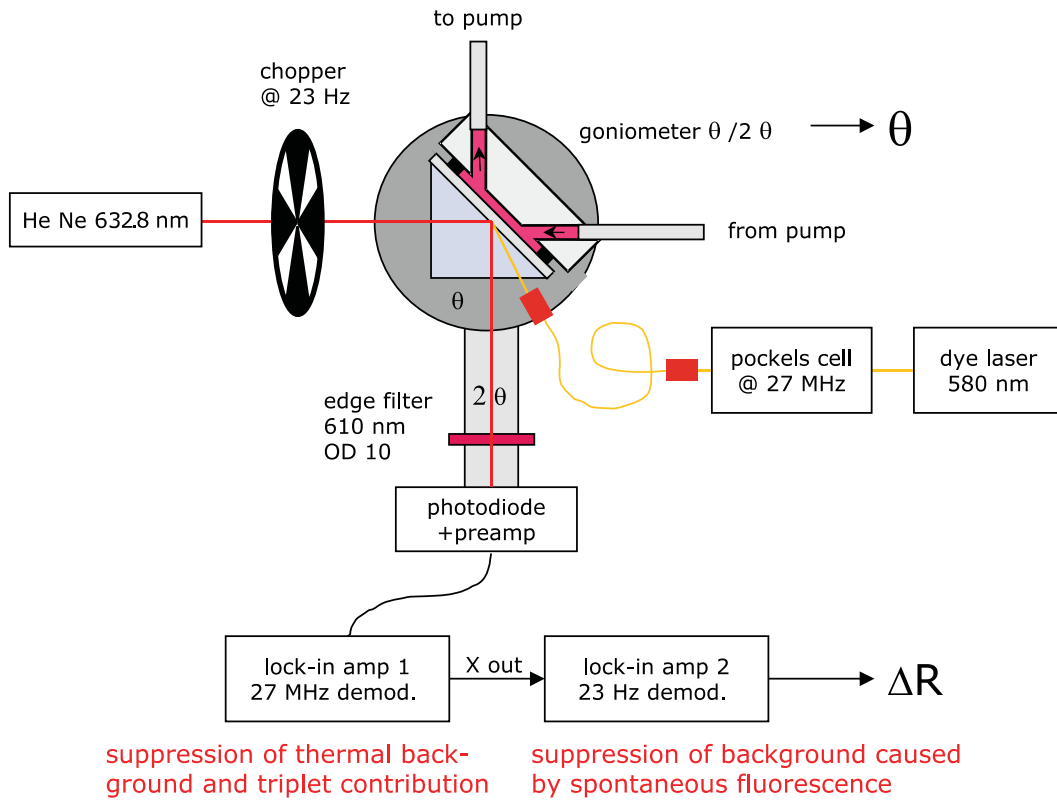 to pump
chopper
@ 23 Hz
goniometer θ /2 θ
θ
He Ne 632.8 nm
from pump
θ
pockels cell
@ 27 MHz
dye laser
580 nm
edge filter
610 nm
OD 10
2 θ
photodiode
+preamp
lock-in amp 1
27 MHz demod.
X out
lock-in amp 2
23 Hz demod.
ΔR
suppression of thermal back-
ground and triplet contribution
suppression of background caused
by spontaneous fluorescence